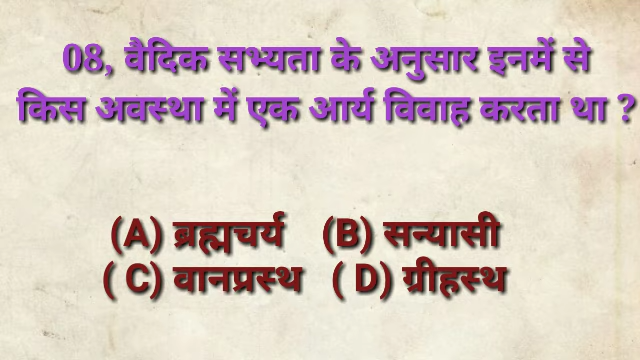 08, वैदिक सभ्यता के अनुसार इनमें से
किस अवस्था में एक आर्य विवाह करता था ?
(A) ब्रह्मचर्य (B) सन्यासी
( C) वानप्रस्थ ( D) ग्रीहस्थ